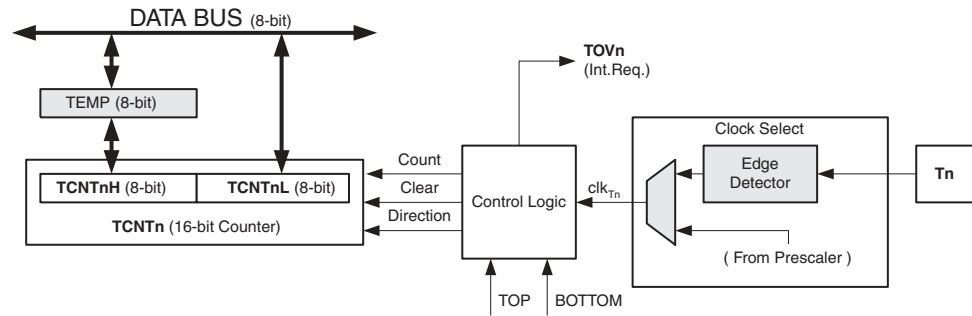 DATA BUS (8-bit)
TOVn
(Int.Req.)
TEMP (8-bit)
Clock Select
Count
Edge
Detector
Tn
TCNTnH (8-bit) TCNTnL (8-bit)
Clear
Control Logic
clkTn
TCNTn (16-bit Counter)
Direction
( From Prescaler )
TOP
BOTTOM